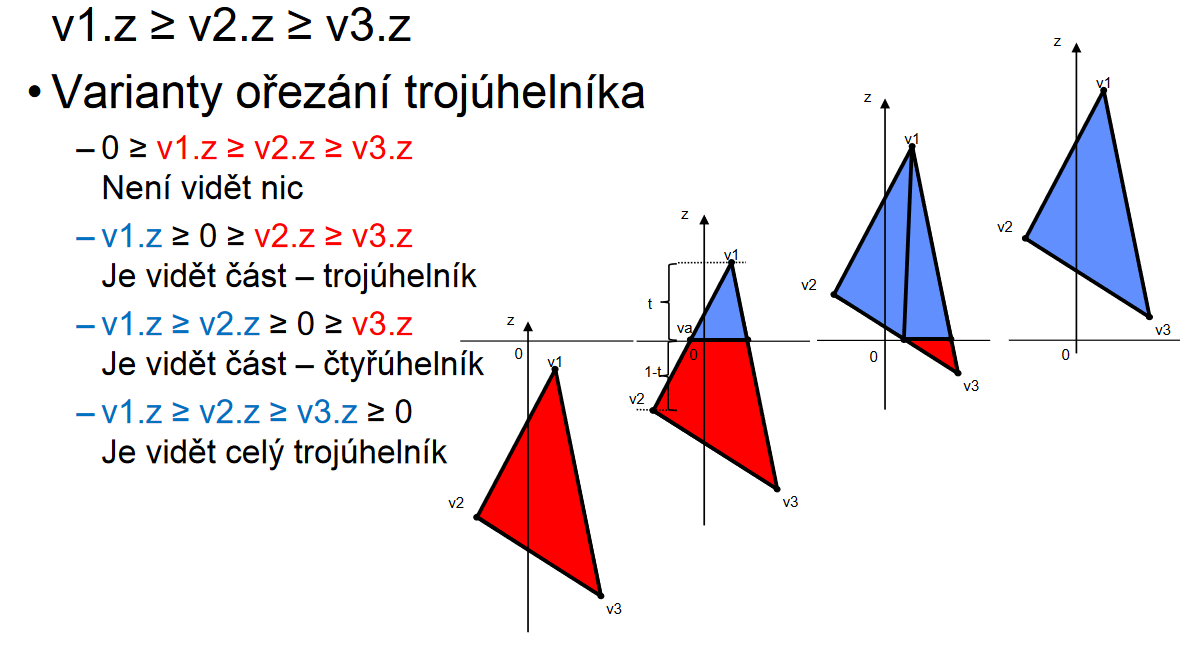 v1.z ≥ v2.z ≥ v3.z
• Varianty ořezání trojúhelníka
– 0 ≥ v1.z ≥ v2.z ≥ v3.z
Není vidět nic
– v1.z ≥ 0 ≥ v2.z ≥ v3.z
Je vidět část – trojúhelník
– v1.z ≥ v2.z ≥ 0 ≥ v3.z
Je vidět část – čtyřúhelník
– v1.z ≥ v2.z ≥ v3.z ≥ 0
Je vidět celý trojúhelník
z
0
v1
v2
v3
z
v1
t
va
0
1-t
v2
v3
z
v1
v2
0
v3
z
v1
v2
v3
0